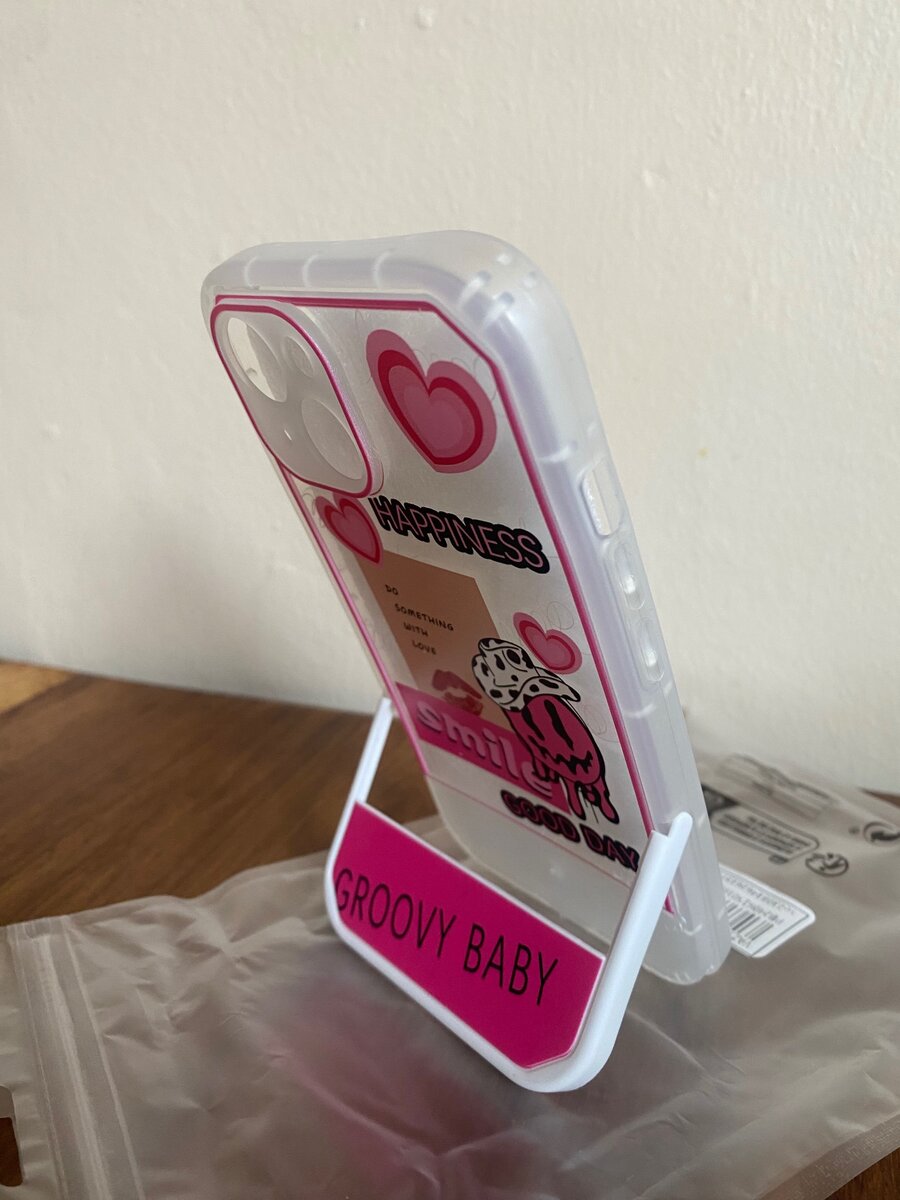 HAPPINESS
DO
SOMETHING
WITH
LOVE
smile
GOOD DAY
GROOVY BABY